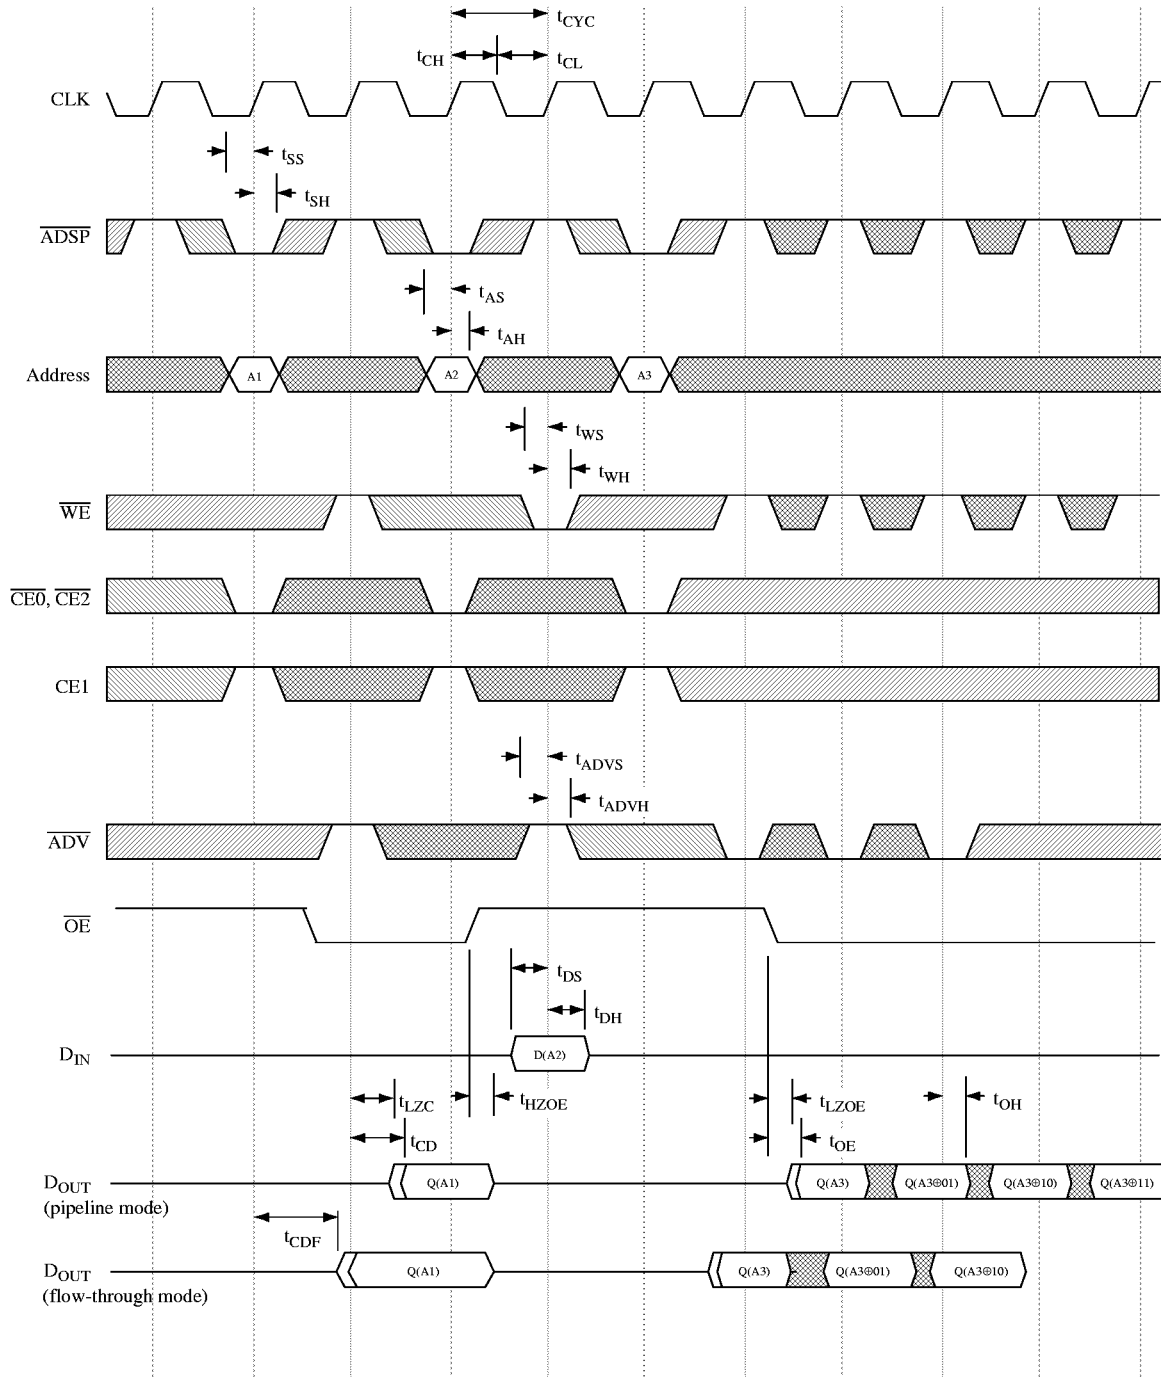 tCYC
tCH
tCL
CLK
tSS
tSH
ADSP
tAS
tAH
Address
A1
A2
A3
tWS
tWH
WE
CE0, CE2
CE1
tADVS
tADVH
ADV
OE
tDS
tDH
DIN
D(A2)
tLZC
tHZOE
tLZOE
tOH
tCD
tOE
DOUT
(pipeline mode)
Q(A1)
Q(A3)
Q(A3⊕01)
Q(A3⊕10)
Q(A3⊕11)
tCDF
DOUT
(flow-through mode)
Q(A1)
Q(A3)
Q(A3⊕01)
Q(A3⊕10)